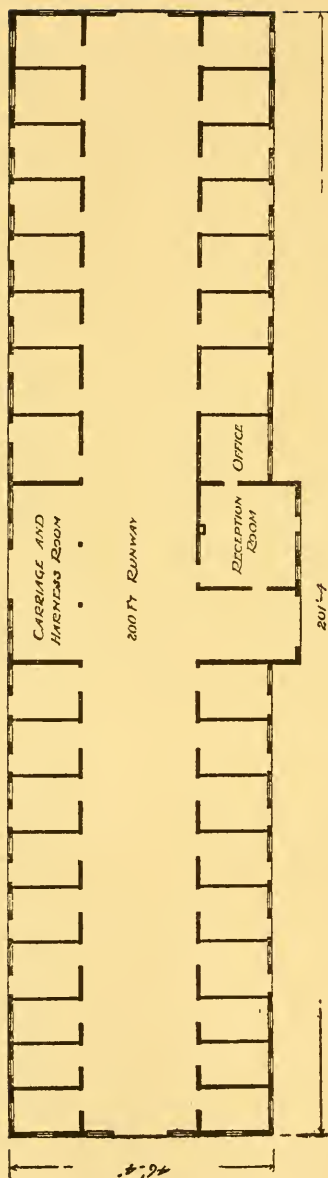 CARRIAGE AND
HARNESS ROOM
200 FT RUNWAY
OFFICE
RECEPTION
ROOM
201'-4
46'-4"